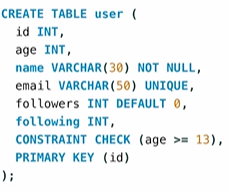 CREATE TABLE user (
id INT,
age INT,
name VARCHAR(30) NOT NULL,
email VARCHAR(50) UNIQUE,
followers INT DEFAULT 0,
following INT,
CONSTRAINT CHECK (age >= 13),
PRIMARY KEY (id)
);